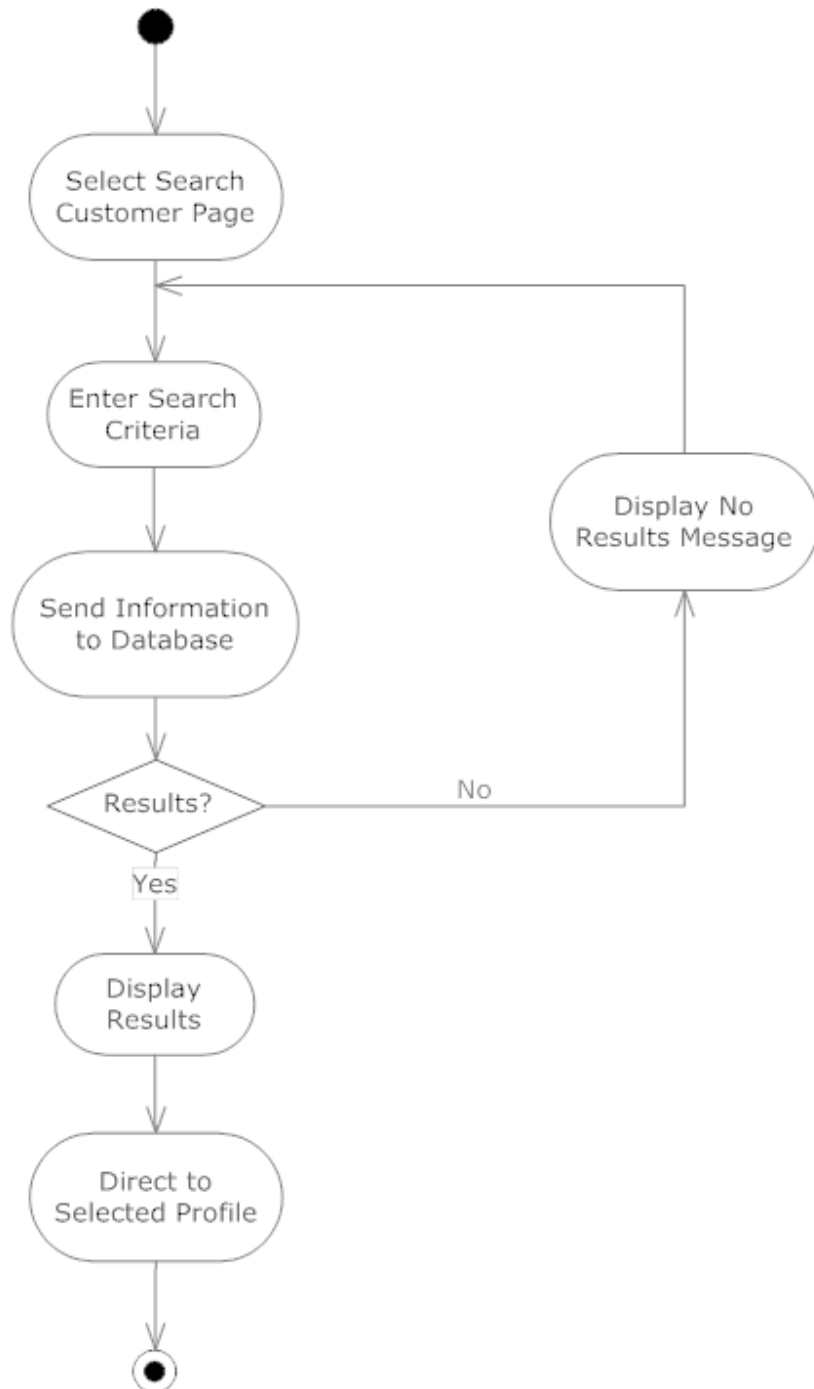 Select Search
Customer Page
Enter Search
Criteria
Display No
Results Message
Send Information
to Database
Results?
No
Yes
Display
Results
Direct to
Selected Profile